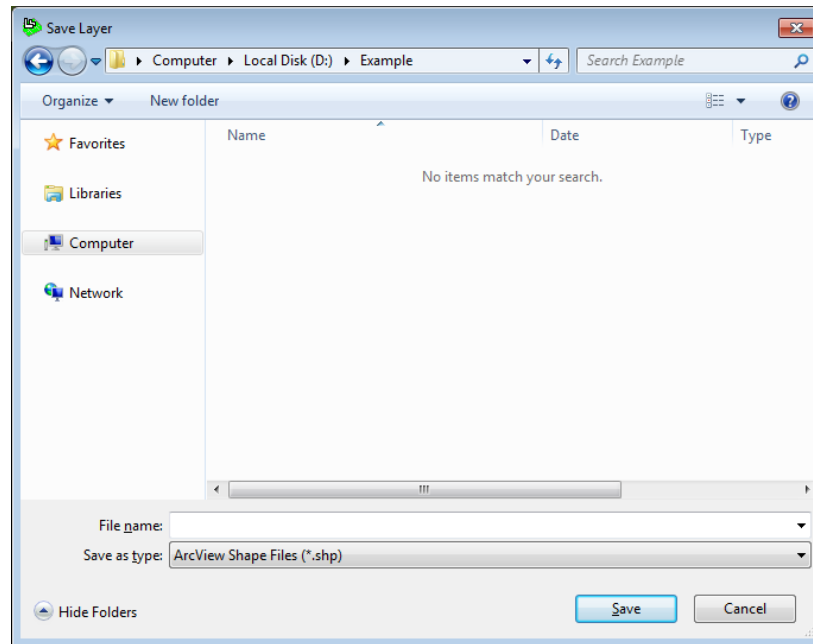 Save Layer
Computer Local Disk (D:) Example Search Example
Organize New folder
Name Date Type
Favorites
No items match your search.
Libraries
Computer
Network
File name:
Save as type: ArcView Shape Files (*.shp)
Hide Folders Save Cancel